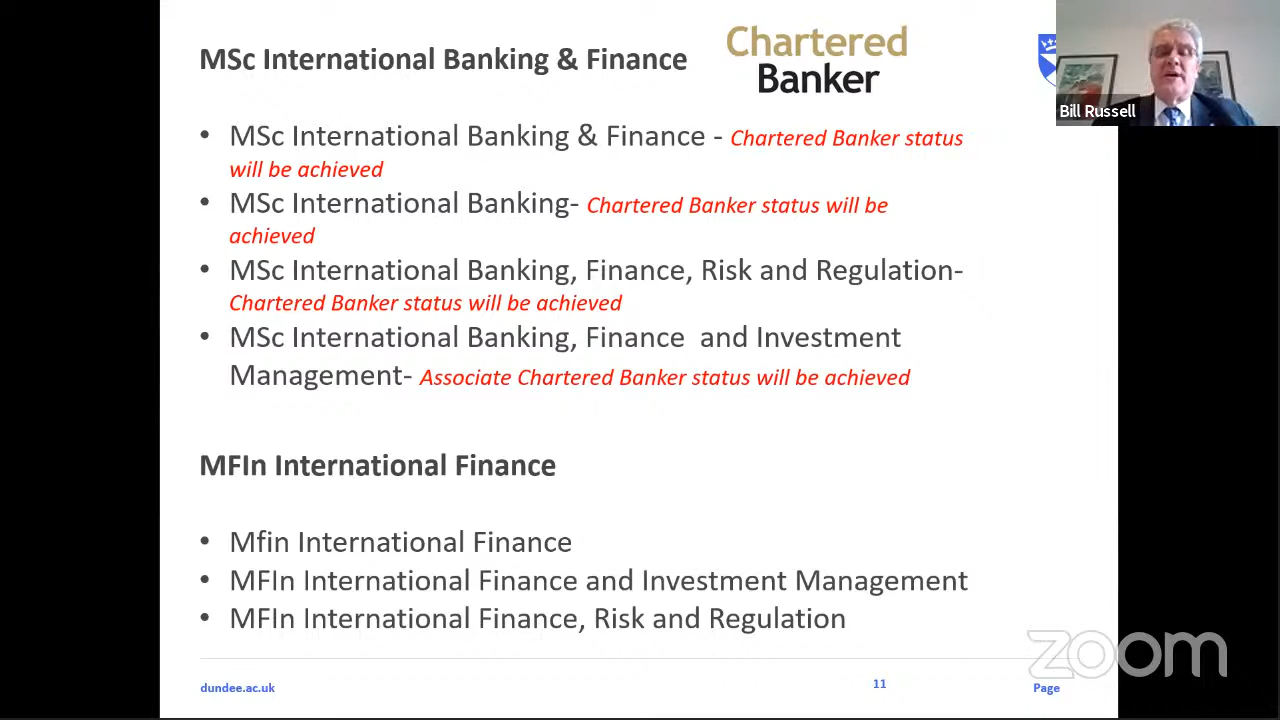 MSc International Banking & Finance
Chartered
Banker
Bill Russell
• MSc International Banking & Finance - Chartered Banker status
will be achieved
• MSc International Banking- Chartered Banker status will be
achieved
• MSc International Banking, Finance, Risk and Regulation-
Chartered Banker status will be achieved
• MSc International Banking, Finance  and Investment
Management- Associate Chartered Banker status will be achieved
MFIn International Finance
• Mfin International Finance
• MFIn International Finance and Investment Management
• MFIn International Finance, Risk and Regulation
zoom
dundee.ac.uk
11
Page